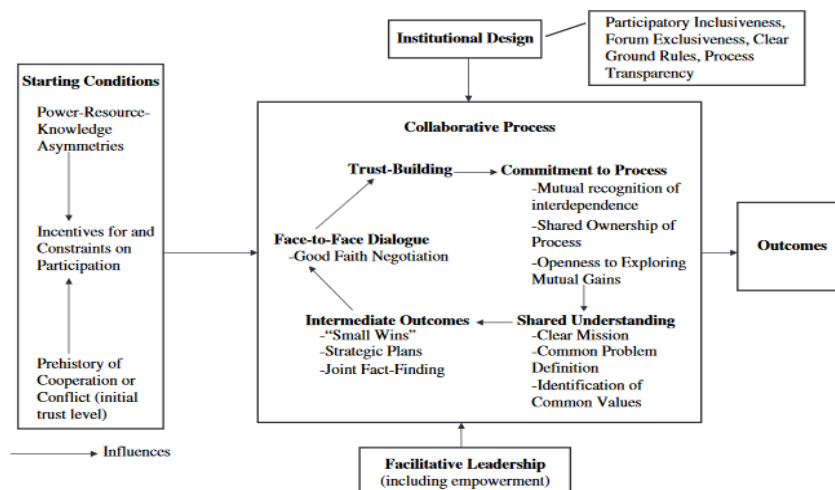 Institutional Design
Participatory Inclusiveness,
Forum Exclusiveness, Clear
Ground Rules, Process
Transparency
Starting Conditions
Power-Resource-
Knowledge
Asymmetries
Incentives for and
Constraints on
Participation
Prehistory of
Cooperation or
Conflict (initial
trust level)
Influences
Collaborative Process
Trust-Building
Commitment to Process
-Mutual recognition of
interdependence
-Shared Ownership of
Process
-Openness to Exploring
Mutual Gains
Face-to-Face Dialogue
-Good Faith Negotiation
Intermediate Outcomes
-“Small Wins”
-Strategic Plans
-Joint Fact-Finding
Shared Understanding
-Clear Mission
-Common Problem
Definition
-Identification of
Common Values
Outcomes
Facilitative Leadership
(including empowerment)